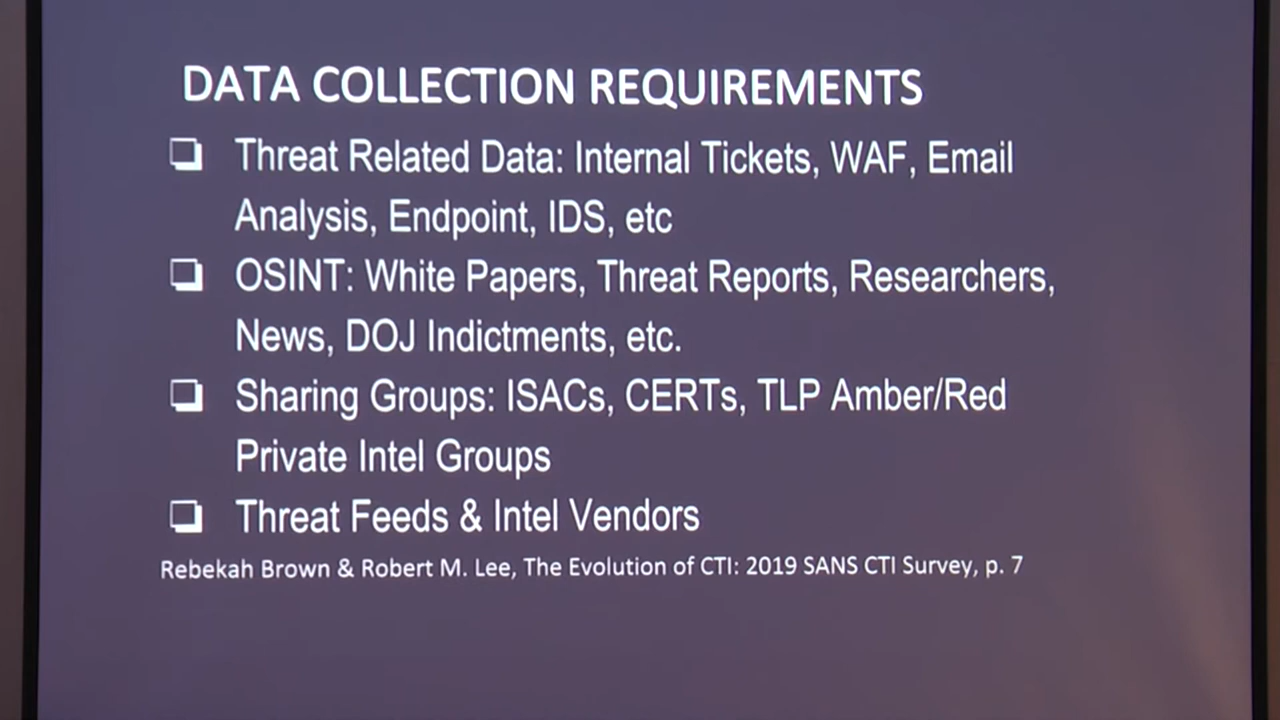 DATA COLLECTION REQUIREMENTS
❏ Threat Related Data: Internal Tickets, WAF, Email
Analysis, Endpoint, IDS, etc
❏ OSINT: White Papers, Threat Reports, Researchers,
News, DOJ Indictments, etc.
❏ Sharing Groups: ISACs, CERTs, TLP Amber/Red
Private Intel Groups
❏ Threat Feeds & Intel Vendors
Rebekah Brown & Robert M. Lee, The Evolution of CTI: 2019 SANS CTI Survey, p. 7